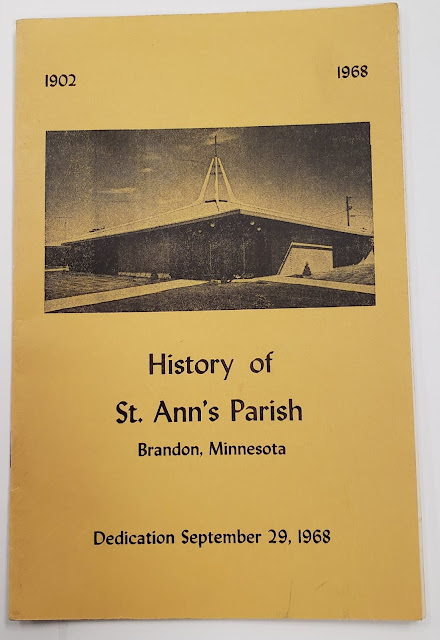 1902 1968
History of
St. Ann's Parish
Brandon, Minnesota
Dedication September 29, 1968